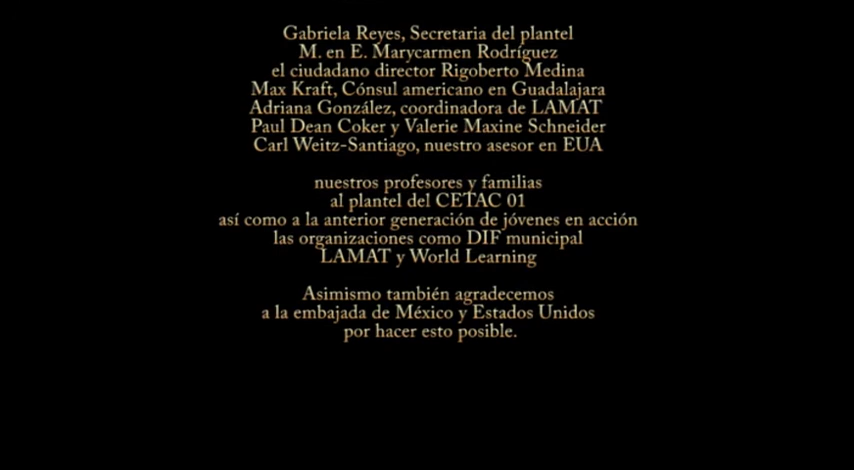 Gabriela Reyes, Secretaria del plantel
M. en E. Marycarmen Rodríguez
el ciudadano director Rigoberto Medina
Max Kraft, Cónsul americano en Guadalajara
Adriana González, coordinadora de LAMAT
Paul Dean Coker y Valerie Maxine Schneider
Carl Weitz-Santiago, nuestro asesor en EUA
nuestros profesores y familias
al plantel del CETAC 01
así como a la anterior generación de jóvenes en acción
las organizaciones como DIF municipal
LAMAT y World Learning
Asimismo también agradecemos
a la embajada de México y Estados Unidos
por hacer esto posible.